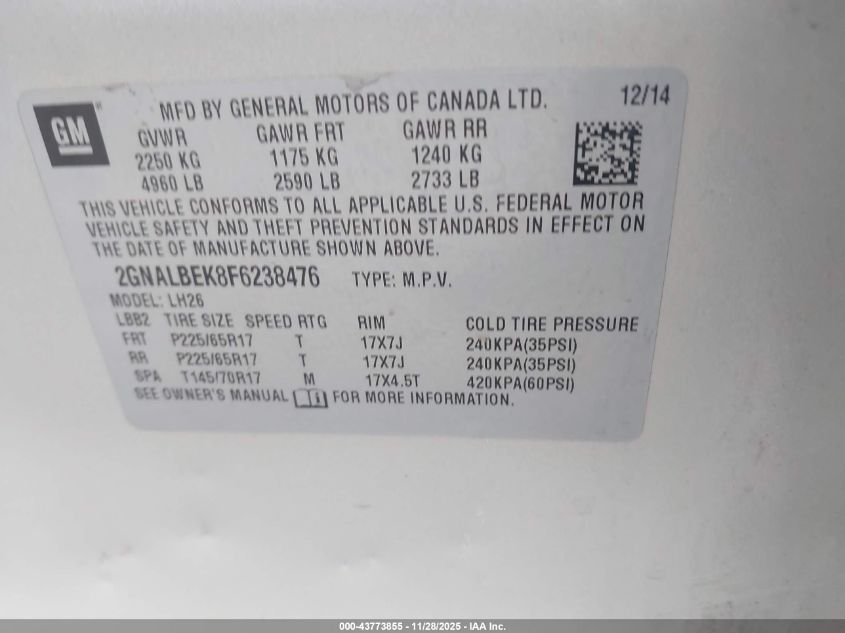 GM
MFD BY GENERAL MOTORS OF CANADA LTD. 12/14
GVWR GAWR FRT GAWR RR
2250 KG 1175 KG 1240 KG
4960 LB 2590 LB 2733 LB
THIS VEHICLE CONFORMS TO ALL APPLICABLE U.S. FEDERAL MOTOR
VEHICLE SAFETY AND THEFT PREVENTION STANDARDS IN EFFECT ON
THE DATE OF MANUFACTURE SHOWN ABOVE.
2GNALBEK8F6238476 TYPE: M.P.V.
MODEL: LH26
LBB2 TIRE SIZE SPEED RTG RIM COLD TIRE PRESSURE
FRT P225/65R17 T 17X7J 240KPA(35PSI)
RR P225/65R17 T 17X7J 240KPA(35PSI)
SPA T145/70R17 M 17X4.5T 420KPA(60PSI)
SEE OWNER'S MANUAL FOR MORE INFORMATION.
000-43773855 - 11/28/2025 - IAA Inc.